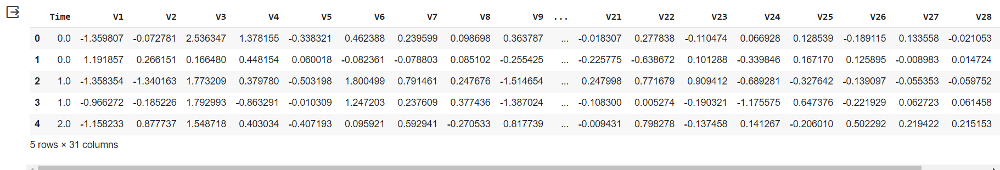 Time V1 V2 V3 V4 V5 V6 V7 V8 V9 ... V21 V22 V23 V24 V25 V26 V27 V28
0 0.0 -1.359807 -0.072781 2.536347 1.378155 -0.338321 0.462388 0.239599 0.098698 0.363787 ... -0.018307 0.277838 -0.110474 0.066928 0.128539 -0.189115 0.133558 -0.021053
1 0.0 1.191857 0.266151 0.166480 0.448154 0.060018 -0.082361 -0.078803 0.085102 -0.255425 ... -0.225775 -0.638672 0.101288 -0.339846 0.167170 0.125895 -0.008983 0.014724
2 1.0 -1.358354 -1.340163 1.773209 0.379780 -0.503198 1.800499 0.791461 0.247676 -1.514654 ... 0.247998 0.771679 0.909412 -0.689281 -0.327642 -0.139097 -0.055353 -0.059752
3 1.0 -0.966272 -0.185226 1.792993 -0.863291 -0.010309 1.247203 0.237609 0.377436 -1.387024 ... -0.108300 0.005274 -0.190321 -1.175575 0.647376 -0.221929 0.062723 0.061458
4 2.0 -1.158233 0.877737 1.548718 0.403034 -0.407193 0.095921 0.592941 -0.270533 0.817739 ... -0.009431 0.798278 -0.137458 0.141267 -0.206010 0.502292 0.219422 0.215153
5 rows × 31 columns